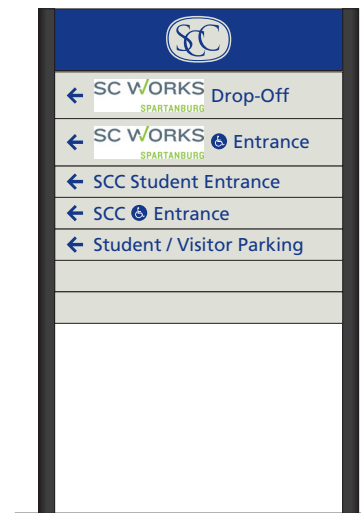 SCC
← SC WORKS SPARTANBURG Drop-Off
← SC WORKS SPARTANBURG ♿ Entrance
← SCC Student Entrance
← SCC ♿ Entrance
← Student / Visitor Parking